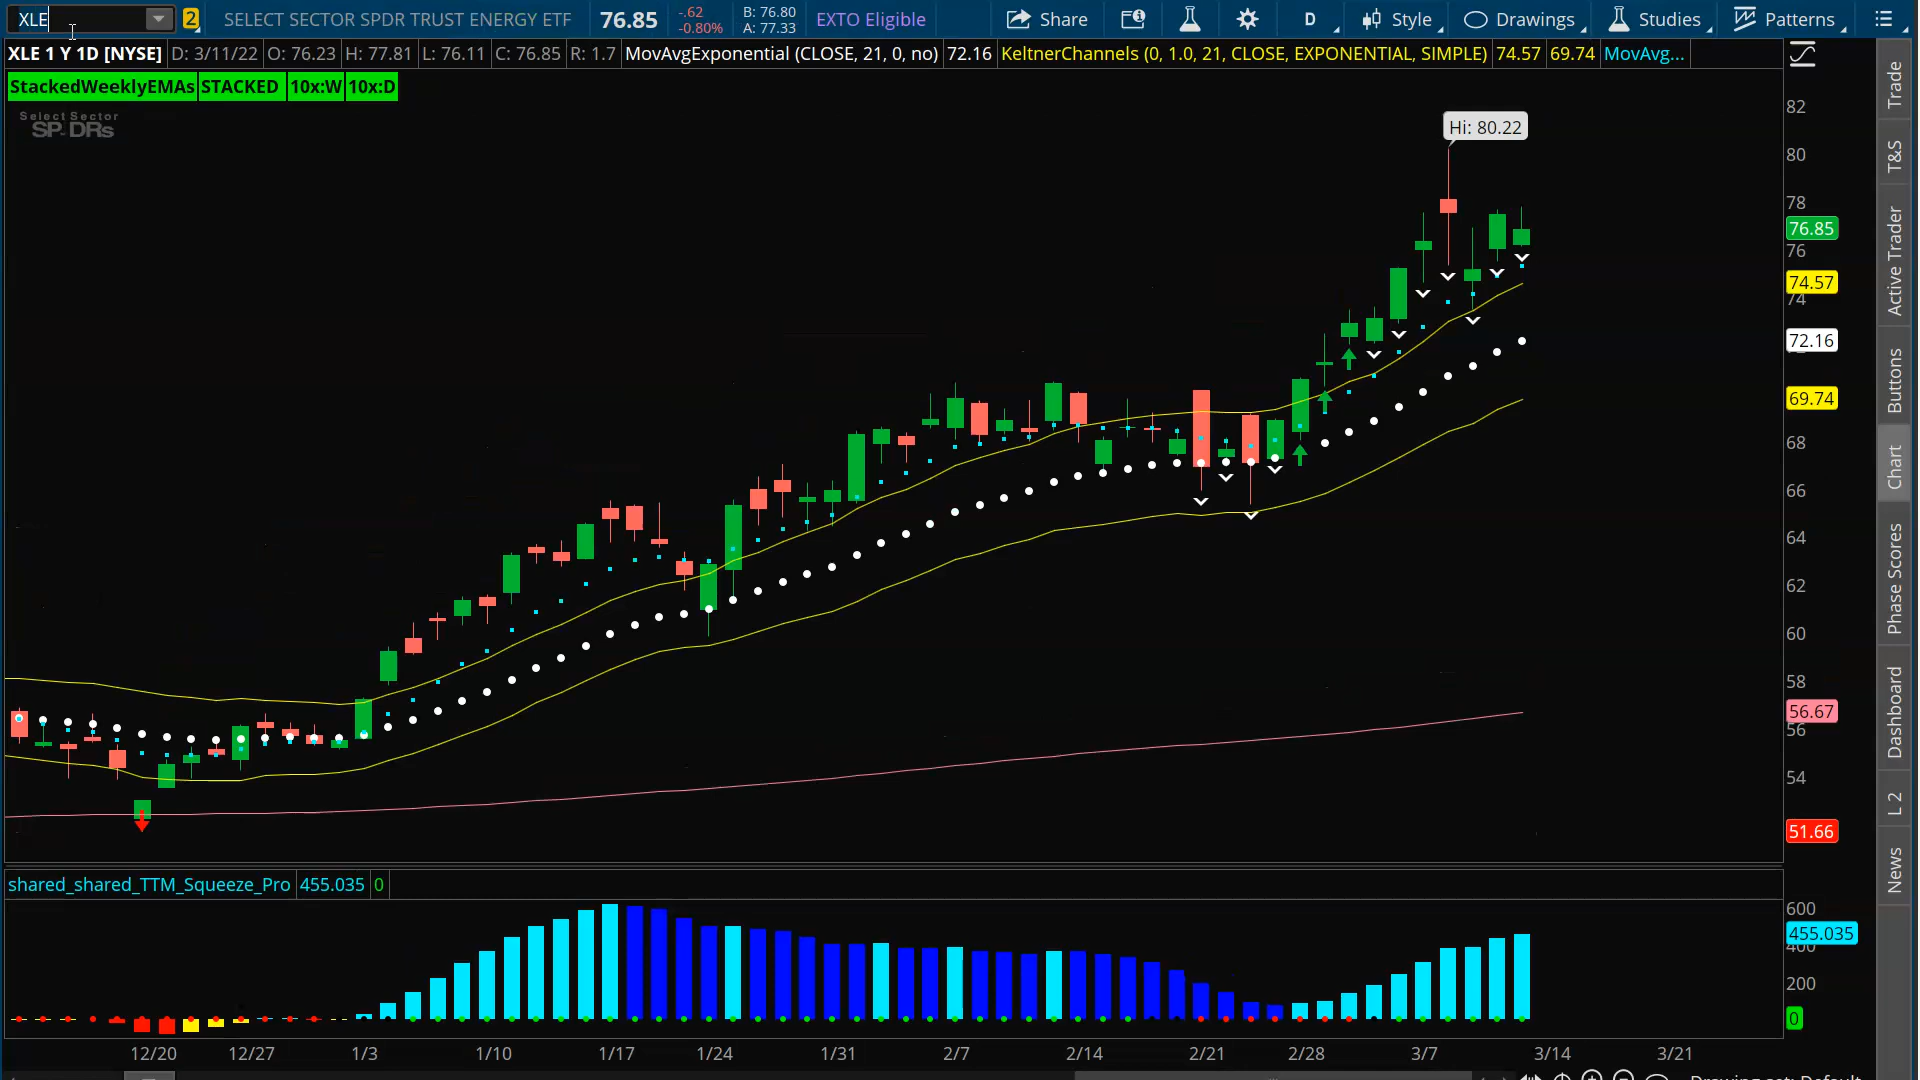 XLE
2
SELECT SECTOR SPDR TRUST ENERGY ETF
76.85
-.62
-0.80%
B: 76.80
A: 77.33
EXTO Eligible
Share
D
Style
Drawings
Studies
Patterns
XLE 1 Y 1D [NYSE]
D: 3/11/22
O: 76.23
H: 77.81
L: 76.11
C: 76.85
R: 1.7
MovAvgExponential (CLOSE, 21, 0, no)
72.16
KeltnerChannels (0, 1.0, 21, CLOSE, EXPONENTIAL, SIMPLE)
74.57
69.74
MovAvg...
StackedWeeklyEMAs
STACKED
10x:W
10x:D
Select Sector
SPDRs
Hi: 80.22
82
80
78
76.85
76
74.57
74
72.16
69.74
68
66
64
62
60
58
56.67
56
54
51.66
Trade
T&S
Active Trader
Buttons
Chart
Phase Scores
Dashboard
L 2
News
shared_shared_TTM_Squeeze_Pro
455.035
0
600
455.035
400
200
0
12/20
12/27
1/3
1/10
1/17
1/24
1/31
2/7
2/14
2/21
2/28
3/7
3/14
3/21
Drawing set: Default